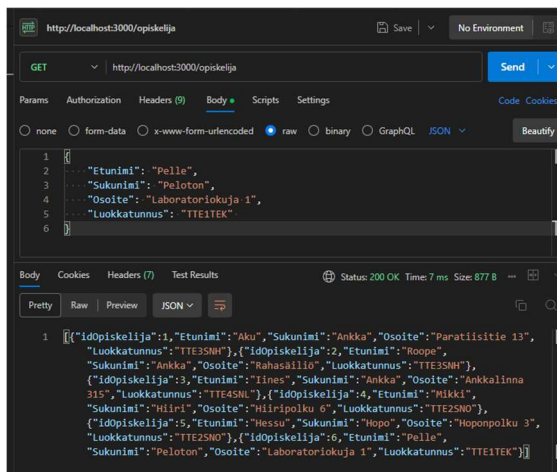 HTTP http://localhost:3000/opiskelija Save No Environment
GET http://localhost:3000/opiskelija Send
Params Authorization Headers (9) Body Scripts Settings Code Cookies
none form-data x-www-form-urlencoded raw binary GraphQL JSON Beautify
1 {
2 "Etunimi": "Pelle",
3 "Sukunimi": "Peloton",
4 "Osoite": "Laboratoriokuja 1",
5 "Luokkatunnus": "TTE1TEK"
6 }
Body Cookies Headers (7) Test Results Status: 200 OK Time: 7 ms Size: 877 B
Pretty Raw Preview JSON
1 [{"idOpiskelija":1,"Etunimi":"Aku","Sukunimi":"Ankka","Osoite":"Paratiisitie 13",
"Luokkatunnus":"TTE3SNH"},{"idOpiskelija":2,"Etunimi":"Roope",
"Sukunimi":"Ankka","Osoite":"Rahasäiliö","Luokkatunnus":"TTE3SNH"},
{"idOpiskelija":3,"Etunimi":"Iines","Sukunimi":"Ankka","Osoite":"Ankkalinna
315","Luokkatunnus":"TTE4SNL"},{"idOpiskelija":4,"Etunimi":"Mikki",
"Sukunimi":"Hiiri","Osoite":"Hiiripolku 6","Luokkatunnus":"TTE2SNO"},
{"idOpiskelija":5,"Etunimi":"Hessu","Sukunimi":"Hopo","Osoite":"Hoponpolku 3",
"Luokkatunnus":"TTE2SNO"},{"idOpiskelija":6,"Etunimi":"Pelle",
"Sukunimi":"Peloton","Osoite":"Laboratoriokuja 1","Luokkatunnus":"TTE1TEK"}]